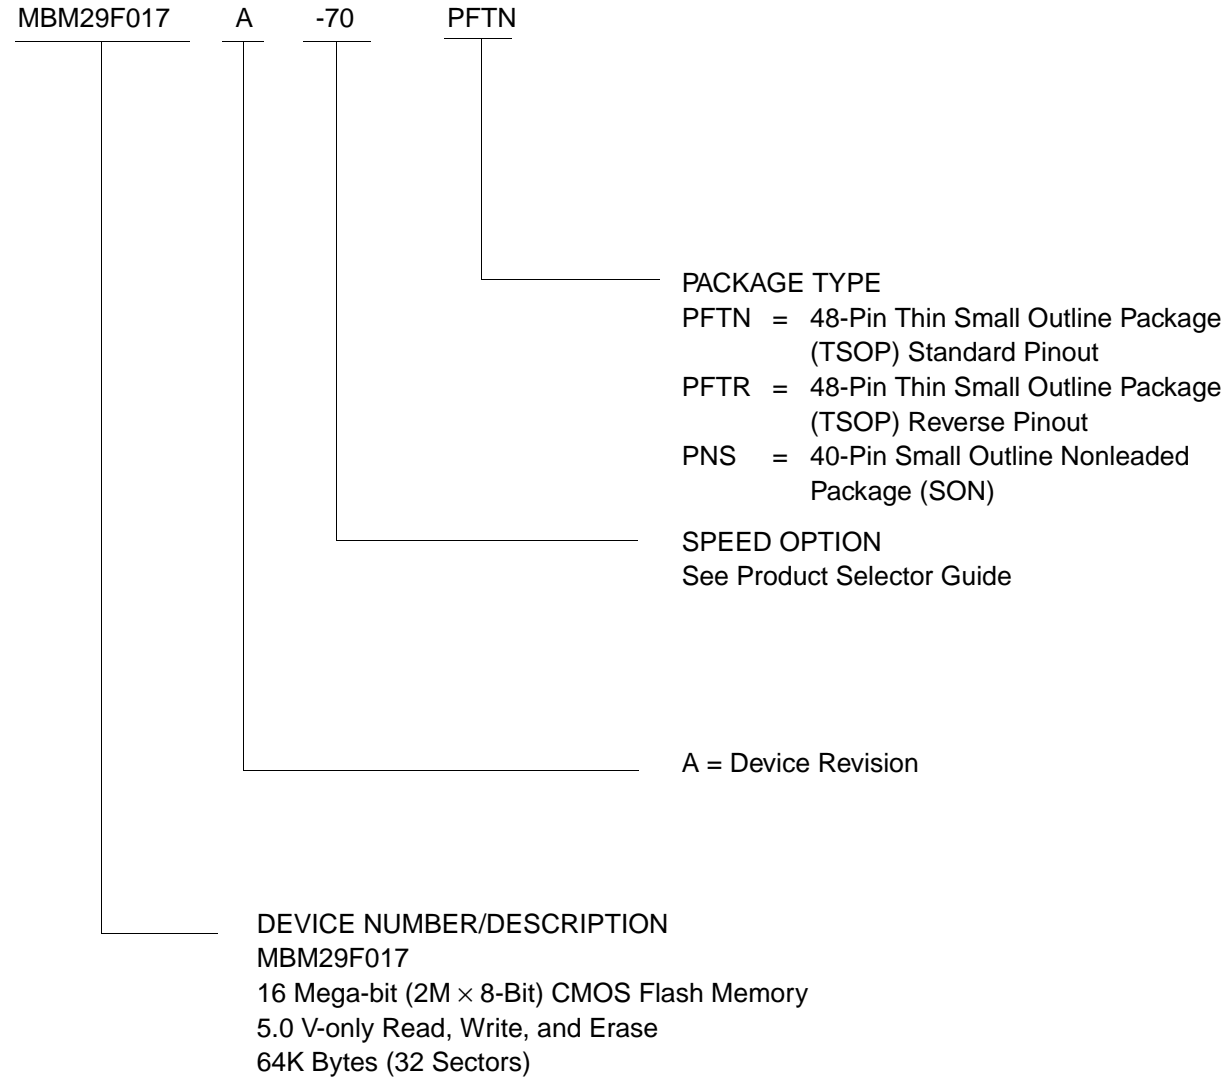 MBM29F017 A -70 PFTN
PACKAGE TYPE
PFTN = 48-Pin Thin Small Outline Package
(TSOP) Standard Pinout
PFTR = 48-Pin Thin Small Outline Package
(TSOP) Reverse Pinout
PNS = 40-Pin Small Outline Nonleaded
Package (SON)
SPEED OPTION
See Product Selector Guide
A = Device Revision
DEVICE NUMBER/DESCRIPTION
MBM29F017
16 Mega-bit (2M × 8-Bit) CMOS Flash Memory
5.0 V-only Read, Write, and Erase
64K Bytes (32 Sectors)